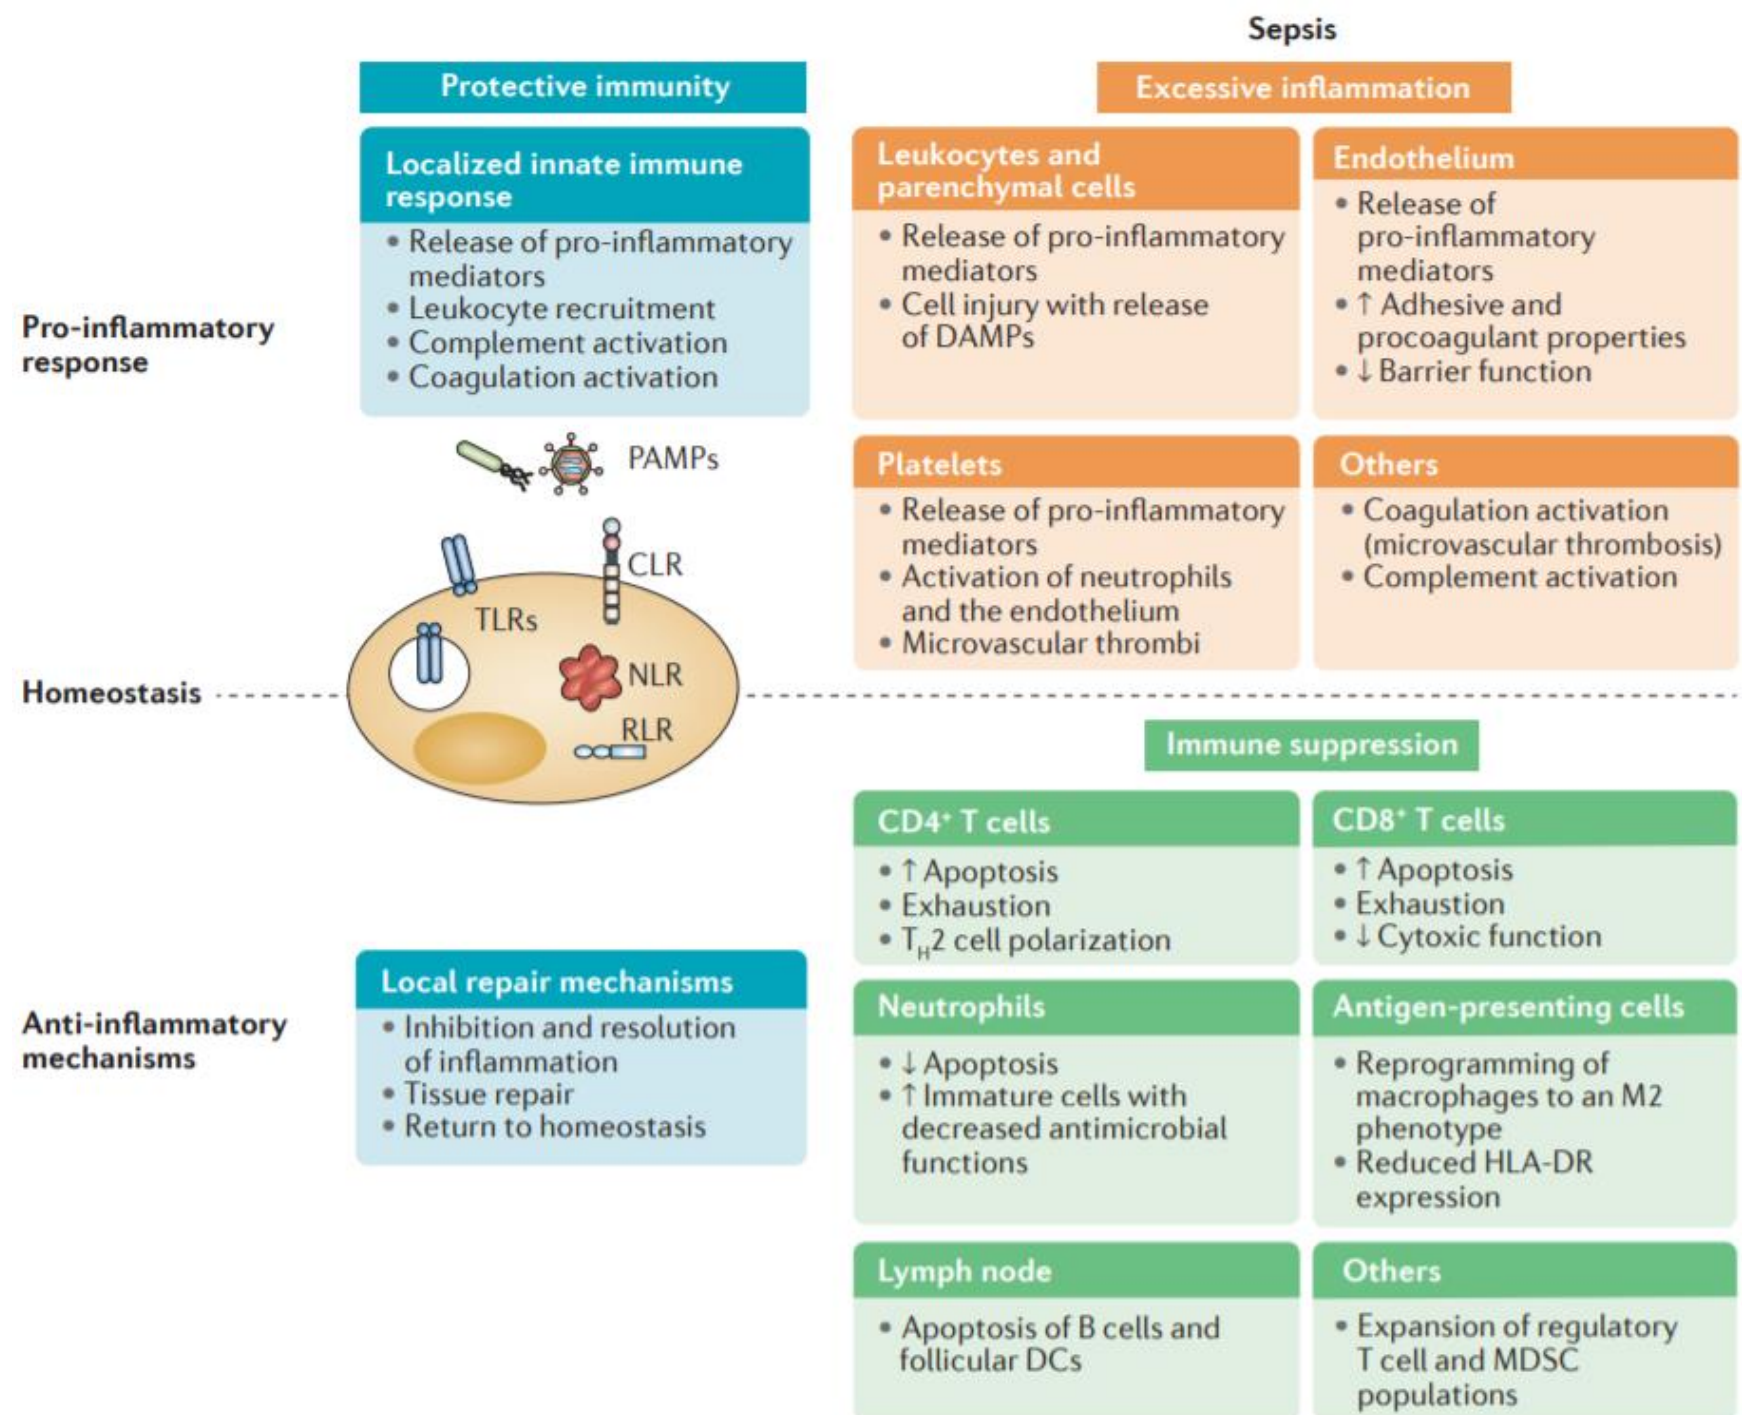 Sepsis
Protective immunity
Excessive inflammation
Pro-inflammatory
response
Localized innate immune
response
• Release of pro-inflammatory
mediators
• Leukocyte recruitment
• Complement activation
• Coagulation activation
Leukocytes and
parenchymal cells
• Release of pro-inflammatory
mediators
• Cell injury with release
of DAMPs
Endothelium
• Release of
pro-inflammatory
mediators
• ↑ Adhesive and
procoagulant properties
• ↓ Barrier function
PAMPs
CLR
TLRs
NLR
RLR
Platelets
• Release of pro-inflammatory
mediators
• Activation of neutrophils
and the endothelium
• Microvascular thrombi
Others
• Coagulation activation
(microvascular thrombosis)
• Complement activation
Homeostasis
Immune suppression
CD4⁺ T cells
• ↑ Apoptosis
• Exhaustion
• T_H2 cell polarization
CD8⁺ T cells
• ↑ Apoptosis
• Exhaustion
• ↓ Cytoxic function
Anti-inflammatory
mechanisms
Local repair mechanisms
• Inhibition and resolution
of inflammation
• Tissue repair
• Return to homeostasis
Neutrophils
• ↓ Apoptosis
• ↑ Immature cells with
decreased antimicrobial
functions
Antigen-presenting cells
• Reprogramming of
macrophages to an M2
phenotype
• Reduced HLA-DR
expression
Lymph node
• Apoptosis of B cells and
follicular DCs
Others
• Expansion of regulatory
T cell and MDSC
populations